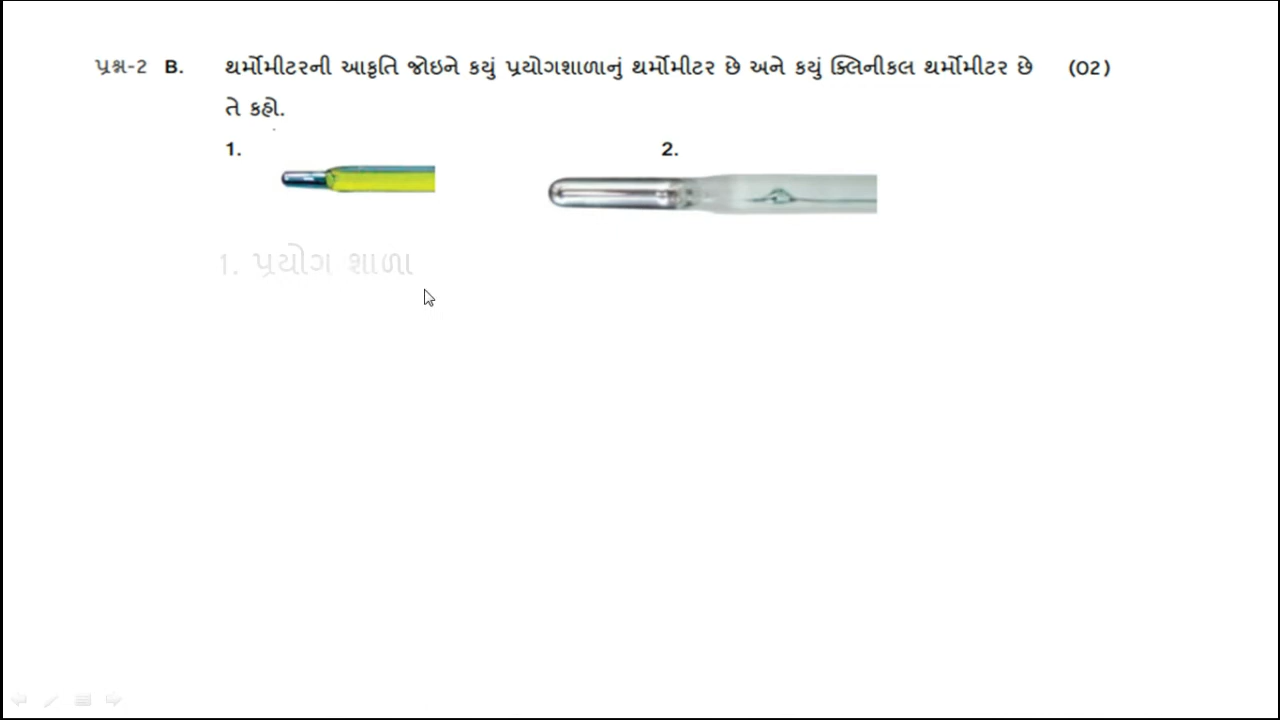 પ્રશ્ન-2 B. થર્મોમીટરની આકૃતિ જોઇને કયું પ્રયોગશાળાનું થર્મોમીટર છે અને કયું ક્લિનીકલ થર્મોમીટર છે (02)
તે કહો.
1. 2.
1. પ્રયોગ શાળા